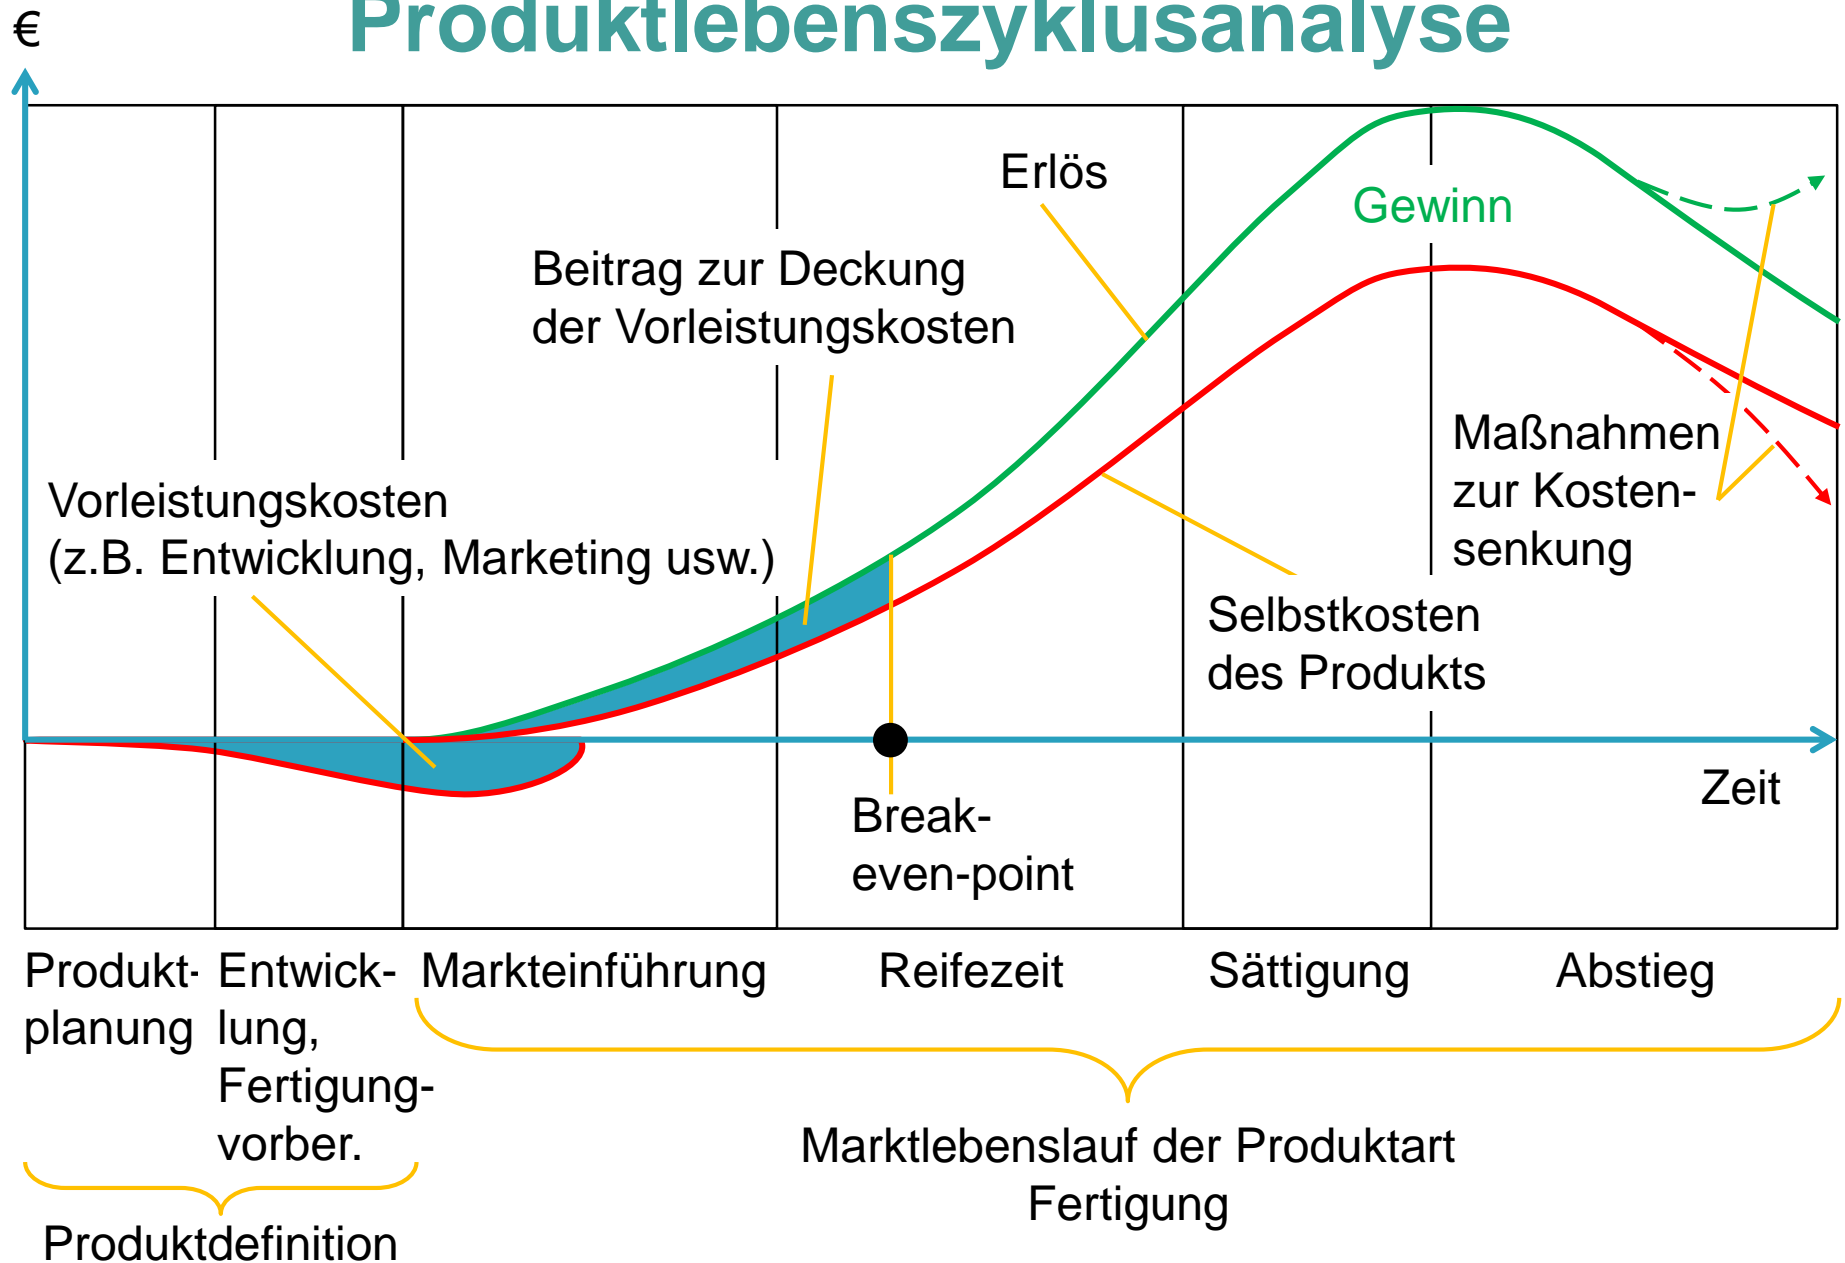 Produktlebenszyklusanalyse
€
Erlös
Gewinn
Beitrag zur Deckung
der Vorleistungskosten
Maßnahmen
zur Kosten-
senkung
Vorleistungskosten
(z.B. Entwicklung, Marketing usw.)
Selbstkosten
des Produkts
Zeit
Break-
even-point
Produkt-
planung
Entwick-
lung,
Fertigung-
vorber.
Markteinführung
Reifezeit
Sättigung
Abstieg
Marktlebenslauf der Produktart
Fertigung
Produktdefinition